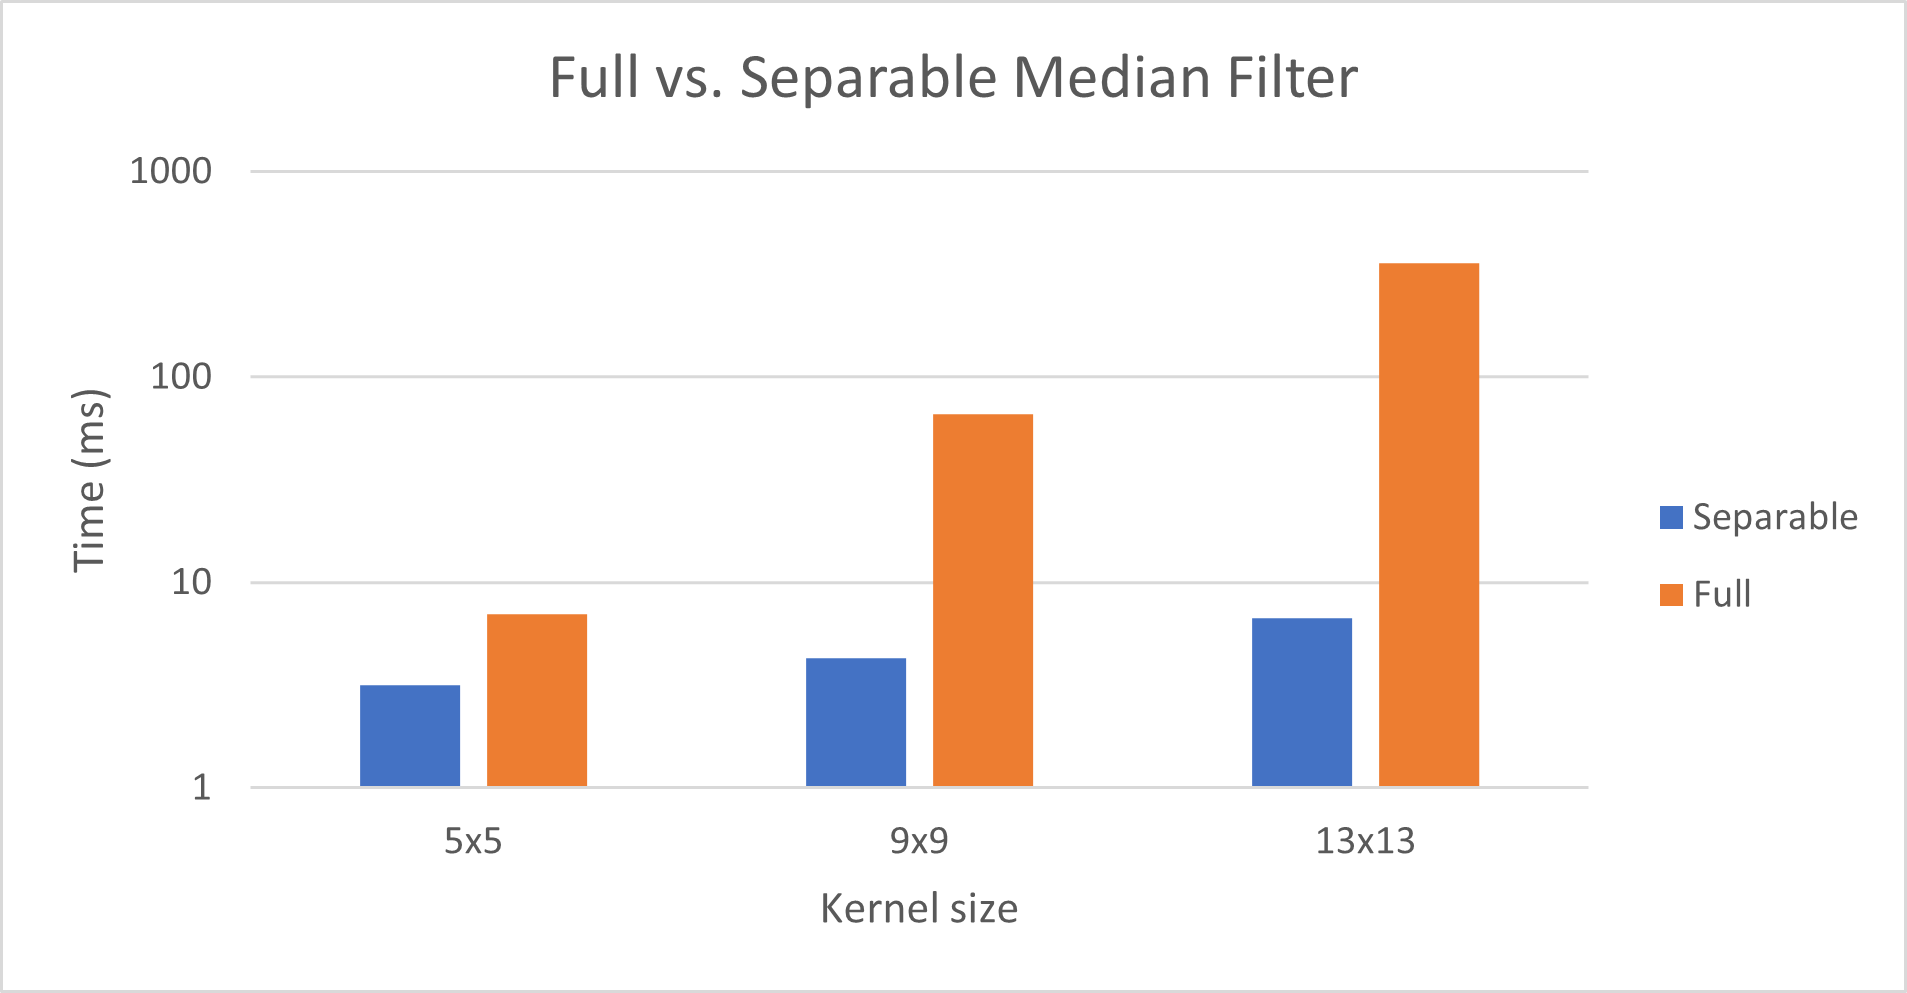 Full vs. Separable Median Filter
1000
100
10
1
Time (ms)
5x5
9x9
13x13
Kernel size
Separable
Full